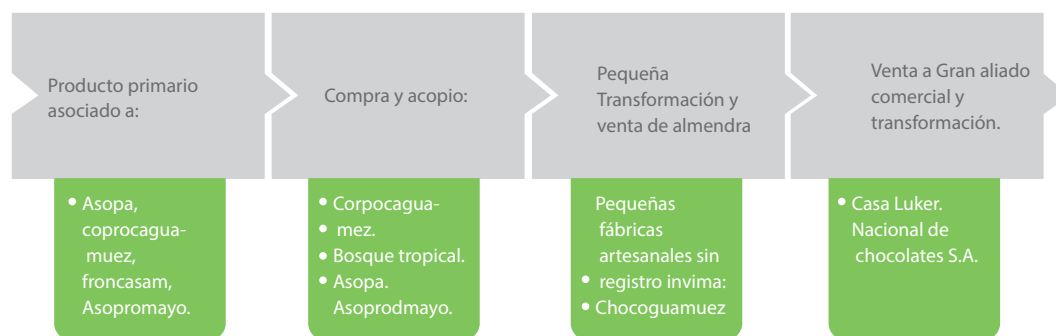 Producto primario
asociado a:
Compra y acopio:
Pequeña
Transformación y
venta de almendra
Venta a Gran aliado
comercial y
transformación.
• Asopa,
coprocagua-
muez,
froncasam,
Asopromayo.
• Corpocagua-
• mez.
• Bosque tropical.
• Asopa.
Asoprodmayo.
Pequeñas
fábricas
artesanales sin
• registro invima:
• Chocoguamuez
• Casa Luker.
Nacional de
chocolates S.A.